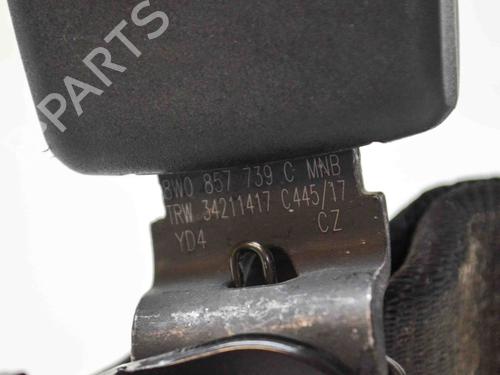 PARTS
8W0 857 739 C MNB
TRW 34211417 C445/17
YD4 CZ